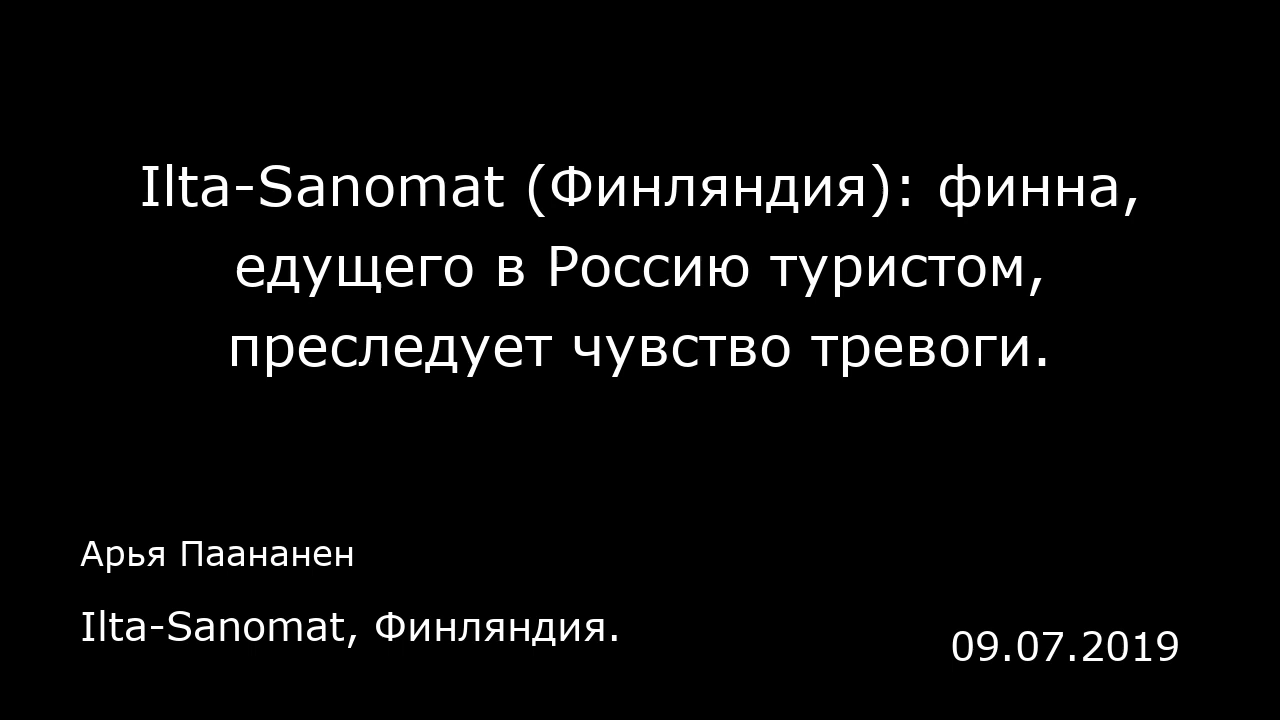 Ilta-Sanomat (Финляндия): финна,
едущего в Россию туристом,
преследует чувство тревоги.
Арья Паананен
Ilta-Sanomat, Финляндия.
09.07.2019